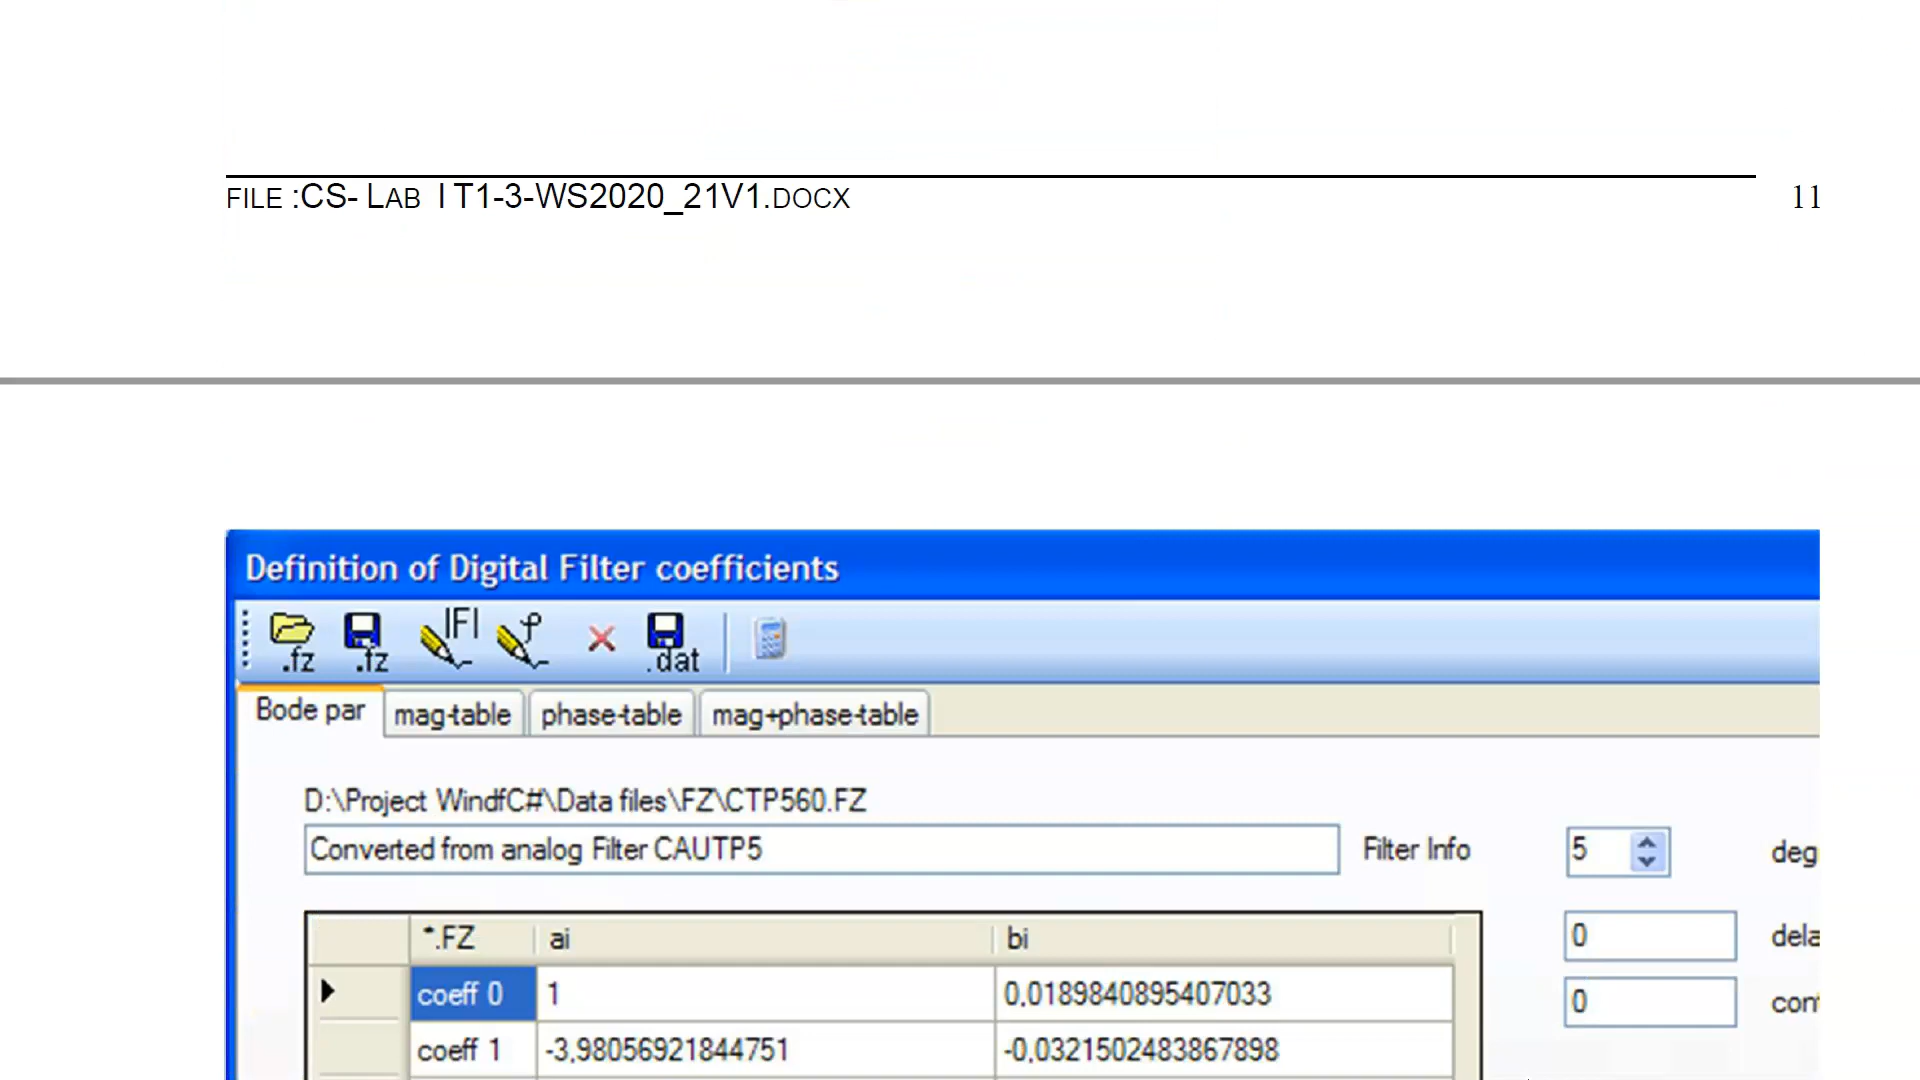 FILE :CS- LAB I T1-3-WS2020_21V1.DOCX 11
Definition of Digital Filter coefficients
.fz .fz |F| φ .dat
Bode par mag-table phase-table mag+phase-table
D:\Project WindfC#\Data files\FZ\CTP560.FZ
Converted from analog Filter CAUTP5 Filter Info 5 deg
*.FZ ai bi 0 dela
coeff 0 1 0,0189840895407033 0 con
coeff 1 -3,98056921844751 -0,0321502483867898